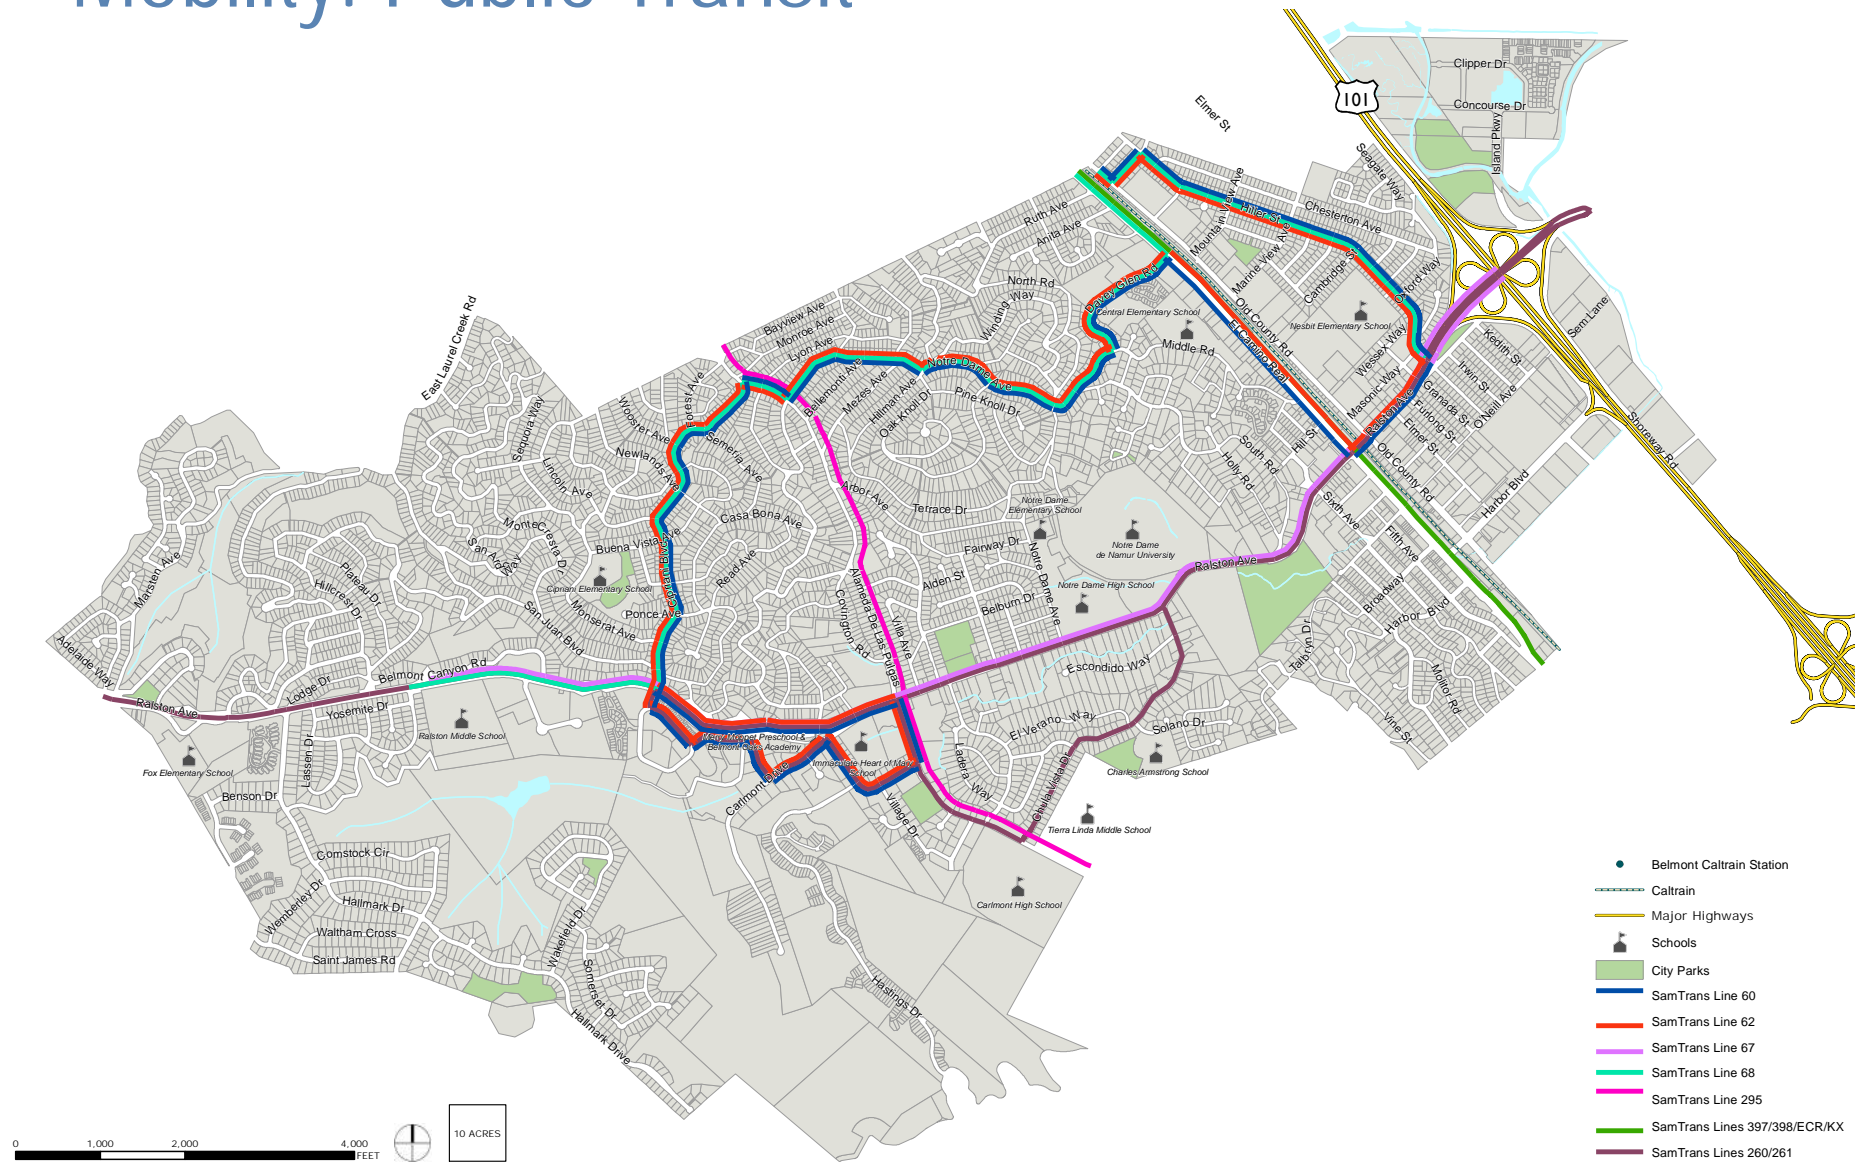 Mobility: Public Transit
Clipper Dr
Concourse Dr
Island Pkwy
101
Elmer St
Seagate Way
Mountain View Ave
Chesterton Ave
Hiller St
Ruth Ave
Anita Ave
Marine View Ave
Cambridge St
Oxford Way
Davey Glen Rd
North Rd
Winding Way
Central Elementary School
Old County Rd
Nesbit Elementary School
Sem Lane
East Laurel Creek Rd
Bayview Ave
Monroe Ave
Lyon Ave
El Camino Real
Middle Rd
Wessex Way
Kedith St
Irwin St
Notre Dame Ave
Masonic Way
Granada St
O'Neill Ave
Furlong St
Elmer St
Ralston Ave
Forest Ave
Bellemonti Ave
Mezes Ave
Hillman Ave
Oak Knoll Dr
Pine Knoll Dr
Sequoia Way
Wooster Ave
Semeria Ave
Newlands Ave
South Rd
Hill St
Holly Rd
Old County Rd
Shoreway Rd
Harbor Blvd
Lincoln Ave
Arbor Ave
Terrace Dr
Notre Dame
Elementary School
Sixth Ave
Fifth Ave
Casa Bona Ave
Monte Cresta Dr
Buena Vista Ave
Read Ave
Fairway Dr
Notre Dame
de Namur University
Notre Dame Ave
San Ardo Way
Cipriani Blvd
Cipriani Elementary School
Alden St
Notre Dame High School
Ralston Ave
Marsten Ave
Plateau Dr
Hillcrest Dr
Monserat Ave
Ponce Ave
San Juan Blvd
Covington Rd
Alameda De Las Pulgas
Villa Ave
Belburn Dr
Broadway
Harbor Blvd
Talbryn Dr
Molitor Rd
Vine St
Adelaide Way
Belmont Canyon Rd
Lodge Dr
Yosemite Dr
Ralston Ave
Ralston Middle School
Escondido Way
El Verano Way
Solano Dr
Merry Moppet Preschool &
Belmont Oaks Academy
Immaculate Heart of Mary
School
Fox Elementary School
Lassen Dr
Carlmont Drive
Ladera Way
Charles Armstrong School
Chula Vista Dr
Benson Dr
Village Dr
Tierra Linda Middle School
Comstock Cir
Wemberley Dr
Hallmark Dr
Waltham Cross
Saint James Rd
Wakefield Dr
Somerset Dr
Hallmark Drive
Hastings Dr
Carlmont High School
Belmont Caltrain Station
Caltrain
Major Highways
Schools
City Parks
SamTrans Line 60
SamTrans Line 62
SamTrans Line 67
SamTrans Line 68
SamTrans Line 295
SamTrans Lines 397/398/ECR/KX
SamTrans Lines 260/261
0 1,000 2,000 4,000
FEET
10 ACRES